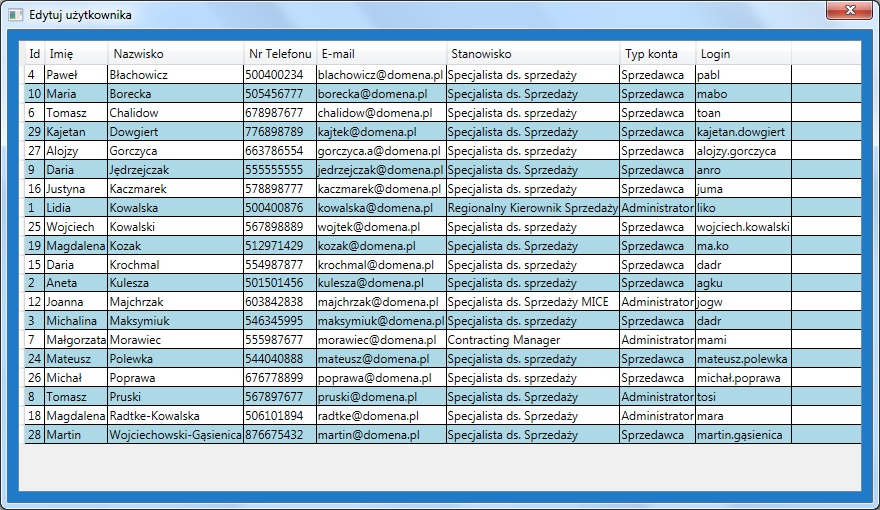 Edytuj użytkownika
Id Imię Nazwisko Nr Telefonu E-mail Stanowisko Typ konta Login
4 Paweł Błachowicz 500400234 blachowicz@domena.pl Specjalista ds. sprzedaży Sprzedawca pabl
10 Maria Borecka 505456777 borecka@domena.pl Specjalista ds. Sprzedaży Sprzedawca mabo
6 Tomasz Chalidow 678987677 chalidow@domena.pl Specjalista ds. sprzedaży Sprzedawca toan
29 Kajetan Dowgiert 776898789 kajtek@domena.pl Specjalista ds. sprzedaży Sprzedawca kajetan.dowgiert
27 Alojzy Gorczyca 663786554 gorczyca.a@domena.pl Specjalista ds. sprzedaży Sprzedawca alojzy.gorczyca
9 Daria Jędrzejczak 555555555 jedrzejczak@domena.pl Specjalista ds. Sprzedaży Sprzedawca anro
16 Justyna Kaczmarek 578898777 kaczmarek@domena.pl Specjalista ds. sprzedaży Sprzedawca juma
1 Lidia Kowalska 500400876 kowalska@domena.pl Regionalny Kierownik Sprzedaży Administrator liko
25 Wojciech Kowalski 567898889 wojtek@domena.pl Specjalista ds. sprzedaży Sprzedawca wojciech.kowalski
19 Magdalena Kozak 512971429 kozak@domena.pl Specjalista ds. sprzedaży Sprzedawca ma.ko
15 Daria Krochmal 554987877 krochmal@domena.pl Specjalista ds. sprzedaży Sprzedawca dadr
2 Aneta Kulesza 501501456 kulesza@domena.pl Specjalista ds. sprzedaży Sprzedawca agku
12 Joanna Majchrzak 603842838 majchrzak@domena.pl Specjalista ds. Sprzedaży MICE Administrator jogw
3 Michalina Maksymiuk 546345995 maksymiuk@domena.pl Specjalista ds. sprzedaży Sprzedawca dadr
7 Małgorzata Morawiec 555987677 morawiec@domena.pl Contracting Manager Administrator mami
24 Mateusz Polewka 544040888 mateusz@domena.pl Specjalista ds. sprzedaży Sprzedawca mateusz.polewka
26 Michał Poprawa 676778899 poprawa@domena.pl Specjalista ds. sprzedaży Sprzedawca michał.poprawa
8 Tomasz Pruski 567897677 pruski@domena.pl Specjalista ds. Sprzedaży Administrator tosi
18 Magdalena Radtke-Kowalska 506101894 radtke@domena.pl Specjalista ds. Sprzedaży Administrator mara
28 Martin Wojciechowski-Gąsienica 876675432 martin@domena.pl Specjalista ds. Sprzedaży Sprzedawca martin.gąsienica